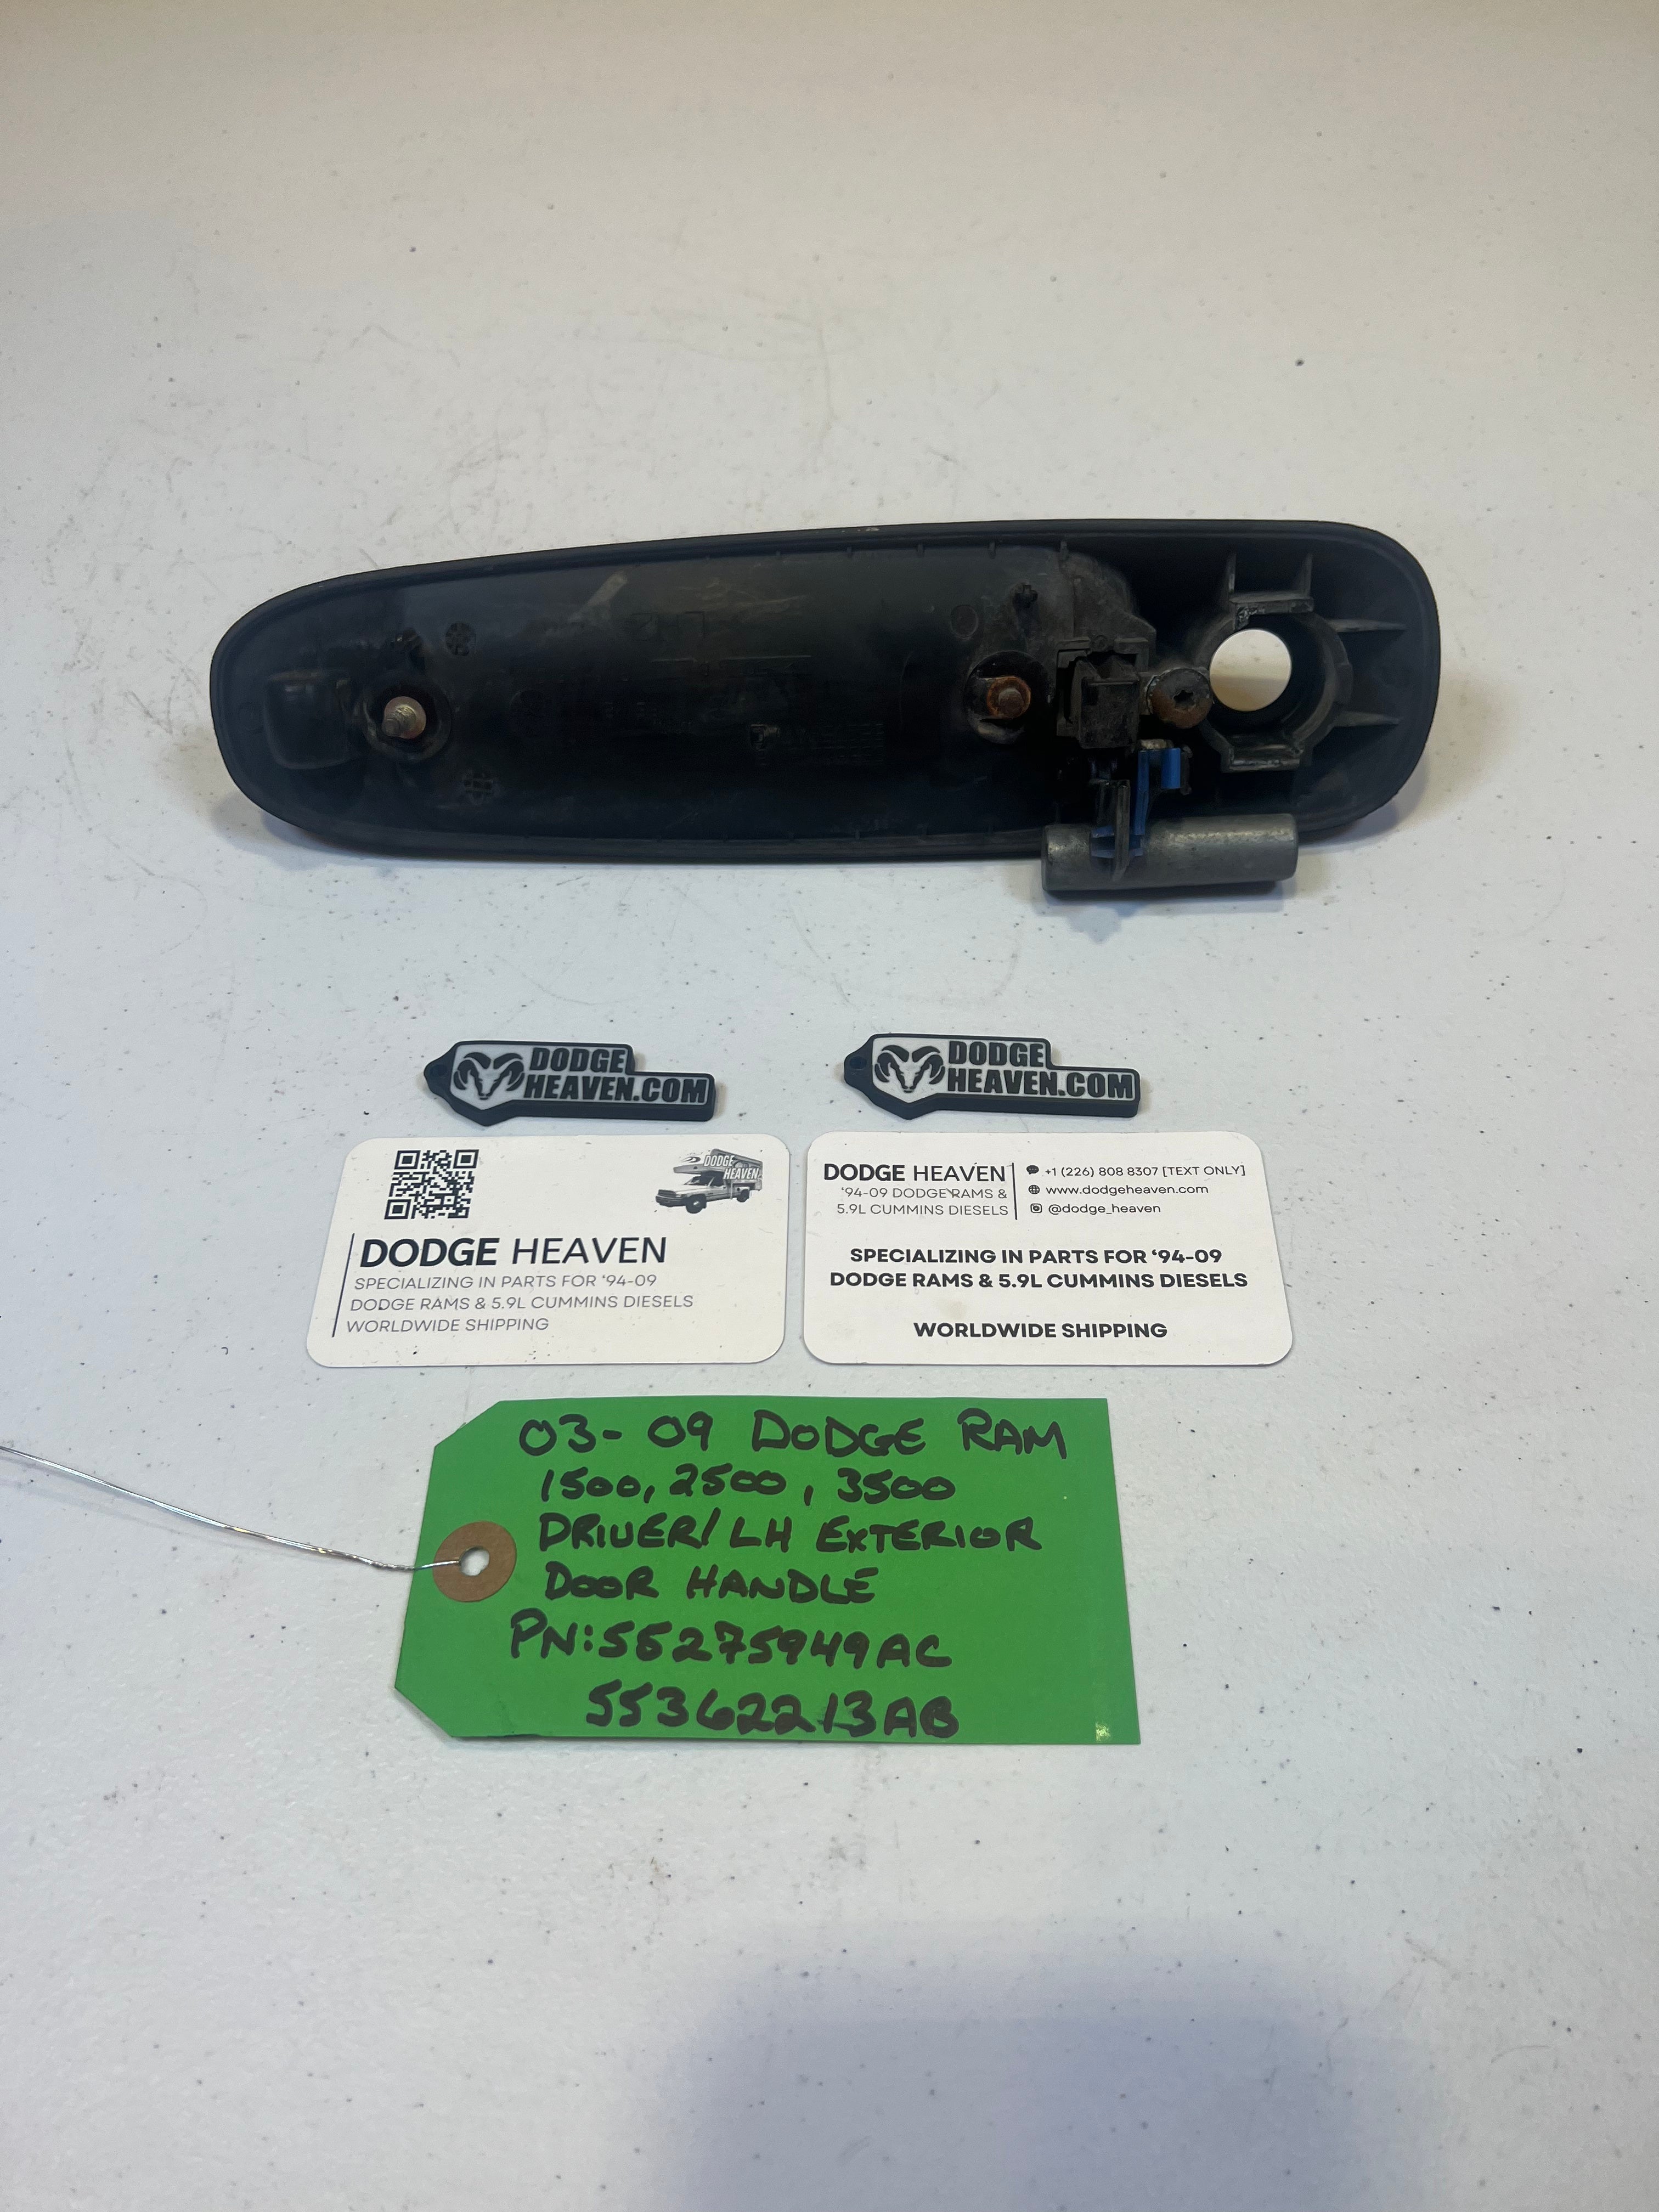 DODGE
HEAVEN.COM
DODGE
HEAVEN.COM
DODGE
HEAVEN
DODGE HEAVEN
SPECIALIZING IN PARTS FOR '94-09
DODGE RAMS & 5.9L CUMMINS DIESELS
WORLDWIDE SHIPPING
DODGE HEAVEN
'94-09 DODGE RAMS &
5.9L CUMMINS DIESELS
+1 (226) 808 8307 [TEXT ONLY]
www.dodgeheaven.com
@dodge_heaven
SPECIALIZING IN PARTS FOR '94-09
DODGE RAMS & 5.9L CUMMINS DIESELS
WORLDWIDE SHIPPING
03-09 DODGE RAM
1500, 2500, 3500
DRIVER/LH EXTERIOR
DOOR HANDLE
PN:55275949AC
55362213AB